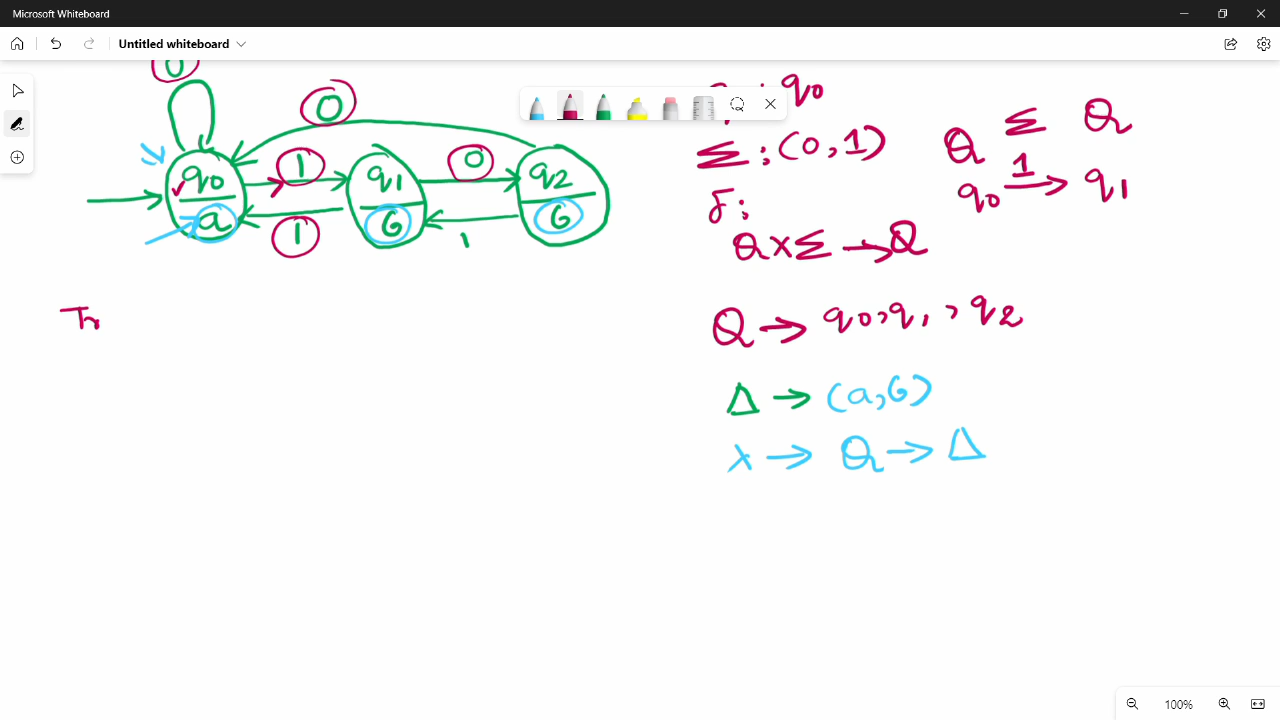 Microsoft Whiteboard
Untitled whiteboard
0
0
q0
1
q1
0
q2
a
1
b
1
b
: q0
Σ : (0, 1)
δ :
Q × Σ → Q
Q Σ Q
q0 1 → q1
Q → q0, q1, q2
Δ → (a, b)
λ → Q → Δ
Tr
100%